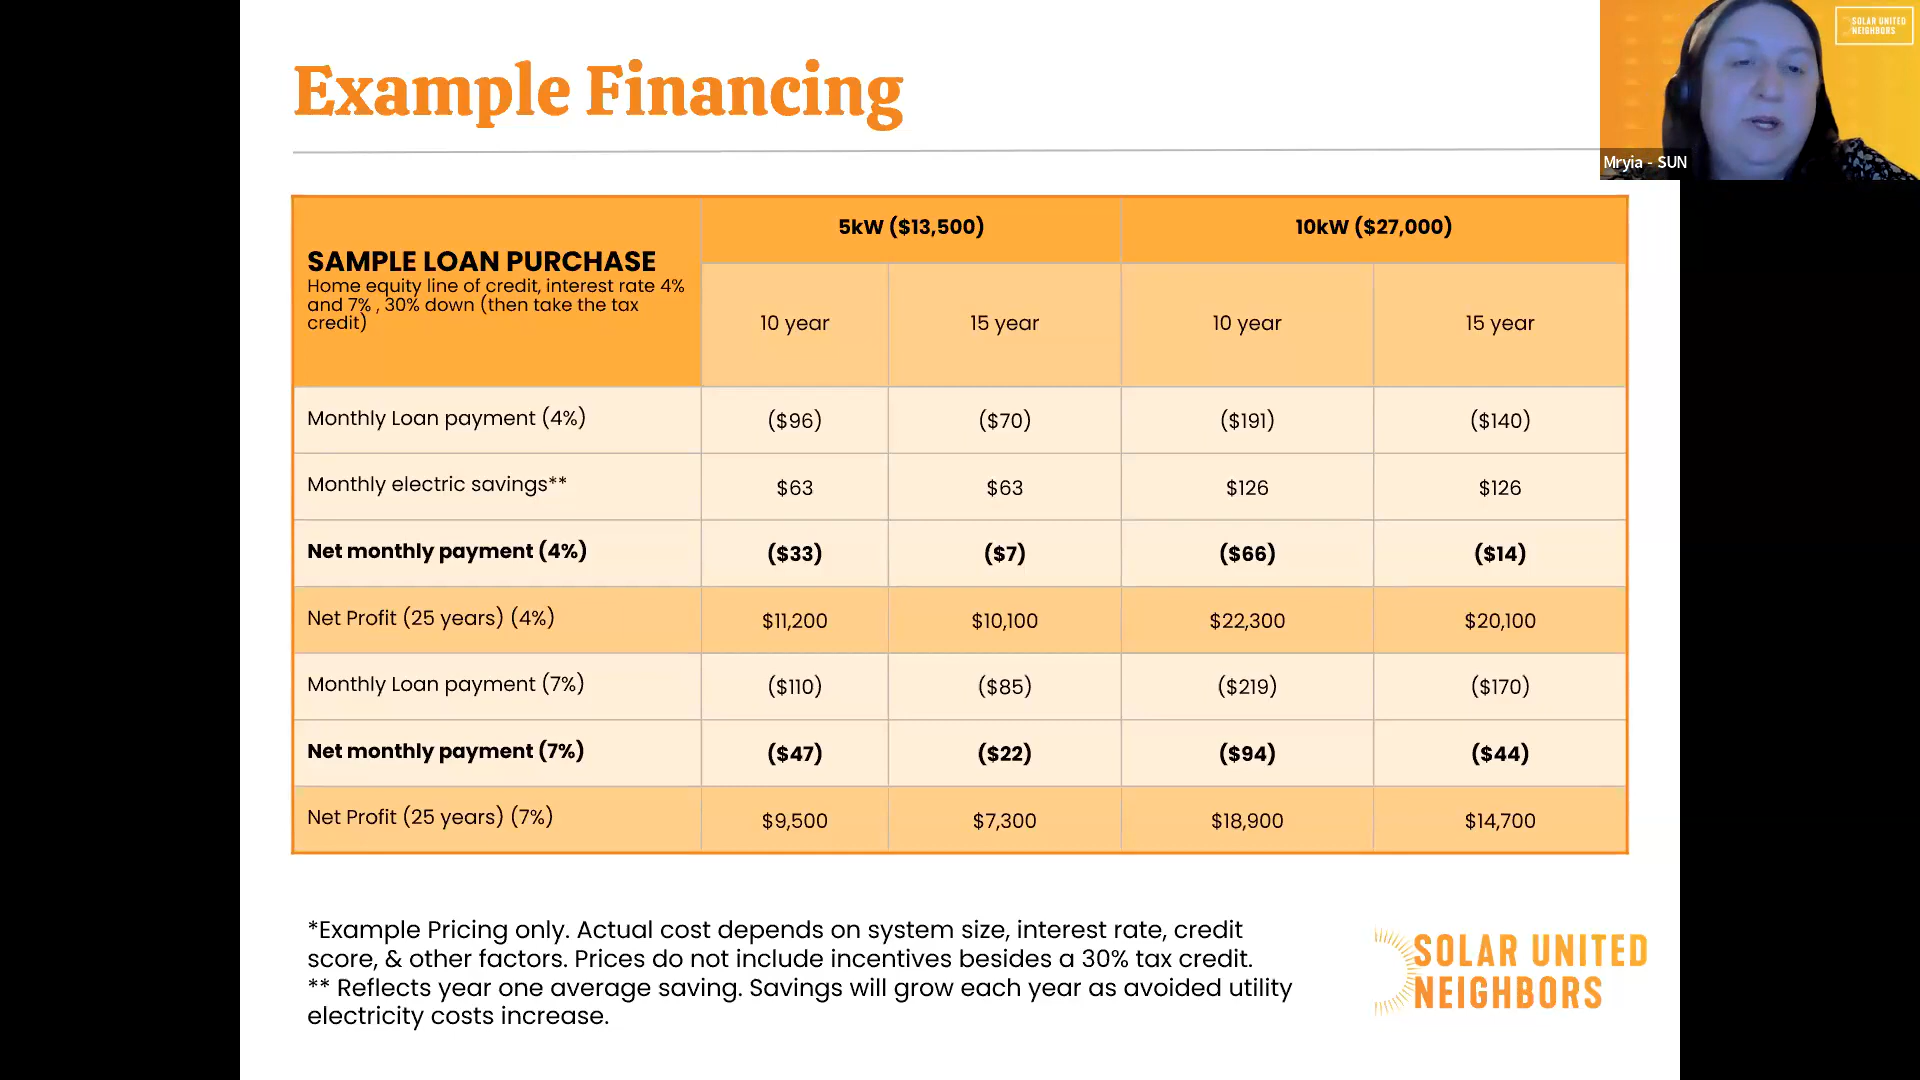 Example Financing
SOLAR UNITED
NEIGHBORS
Mryia - SUN
SAMPLE LOAN PURCHASE
Home equity line of credit, interest rate 4%
and 7% , 30% down (then take the tax
credit)
5kW ($13,500) 10kW ($27,000)
10 year 15 year 10 year 15 year
Monthly Loan payment (4%) ($96) ($70) ($191) ($140)
Monthly electric savings** $63 $63 $126 $126
Net monthly payment (4%) ($33) ($7) ($66) ($14)
Net Profit (25 years) (4%) $11,200 $10,100 $22,300 $20,100
Monthly Loan payment (7%) ($110) ($85) ($219) ($170)
Net monthly payment (7%) ($47) ($22) ($94) ($44)
Net Profit (25 years) (7%) $9,500 $7,300 $18,900 $14,700
*Example Pricing only. Actual cost depends on system size, interest rate, credit
score, & other factors. Prices do not include incentives besides a 30% tax credit.
** Reflects year one average saving. Savings will grow each year as avoided utility
electricity costs increase.
SOLAR UNITED
NEIGHBORS